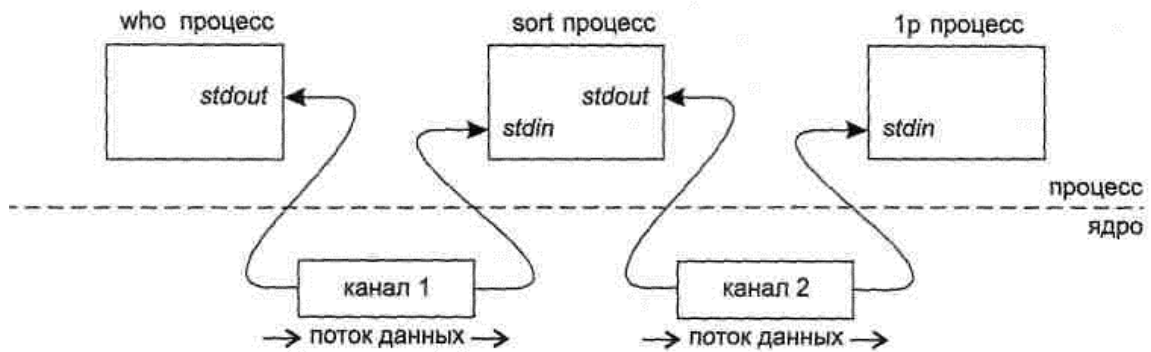 who процесс sort процесс 1p процесс
stdout stdout
stdin stdin
процесс
ядро
канал 1 канал 2
поток данных поток данных